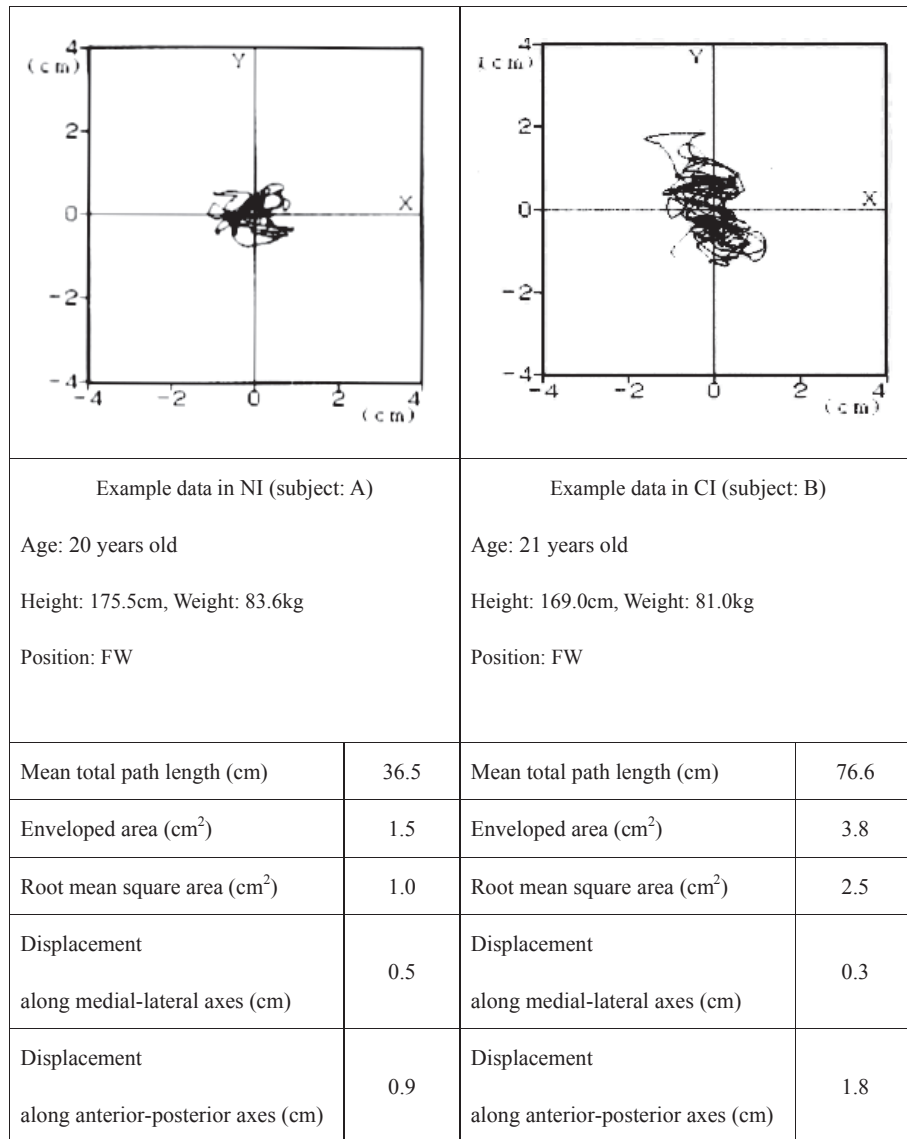 4
(cm)
Y
2
X
0
-2
-4
-4 -2 0 2 4
(cm)
4
(cm)
Y
2
X
0
-2
-4
-4 -2 0 2 4
(cm)
Example data in NI (subject: A)
Age: 20 years old
Height: 175.5cm, Weight: 83.6kg
Position: FW
Example data in CI (subject: B)
Age: 21 years old
Height: 169.0cm, Weight: 81.0kg
Position: FW
Mean total path length (cm) 36.5 Mean total path length (cm) 76.6
Enveloped area (cm²) 1.5 Enveloped area (cm²) 3.8
Root mean square area (cm²) 1.0 Root mean square area (cm²) 2.5
Displacement
along medial-lateral axes (cm)
0.5
Displacement
along medial-lateral axes (cm)
0.3
Displacement
along anterior-posterior axes (cm)
0.9
Displacement
along anterior-posterior axes (cm)
1.8